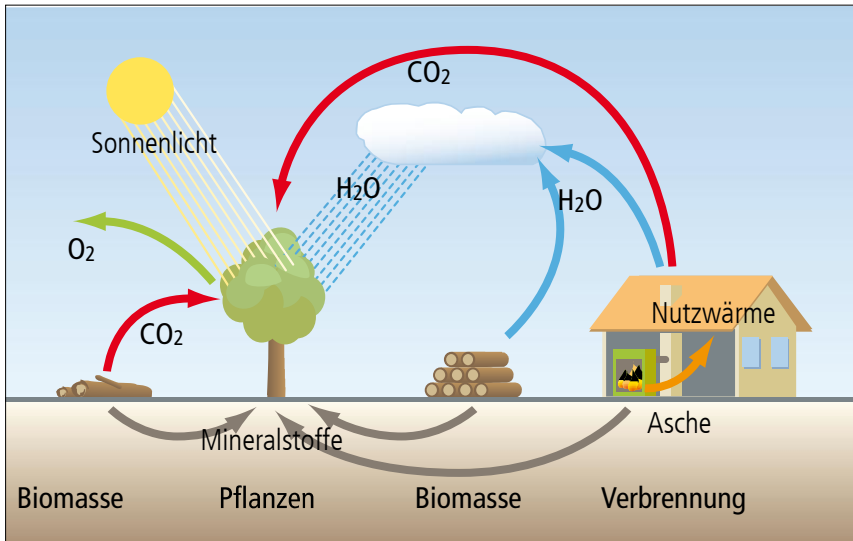 CO₂
Sonnenlicht
H₂O
H₂O
O₂
Nutzwärme
CO₂
Mineralstoffe
Asche
Biomasse
Pflanzen
Biomasse
Verbrennung